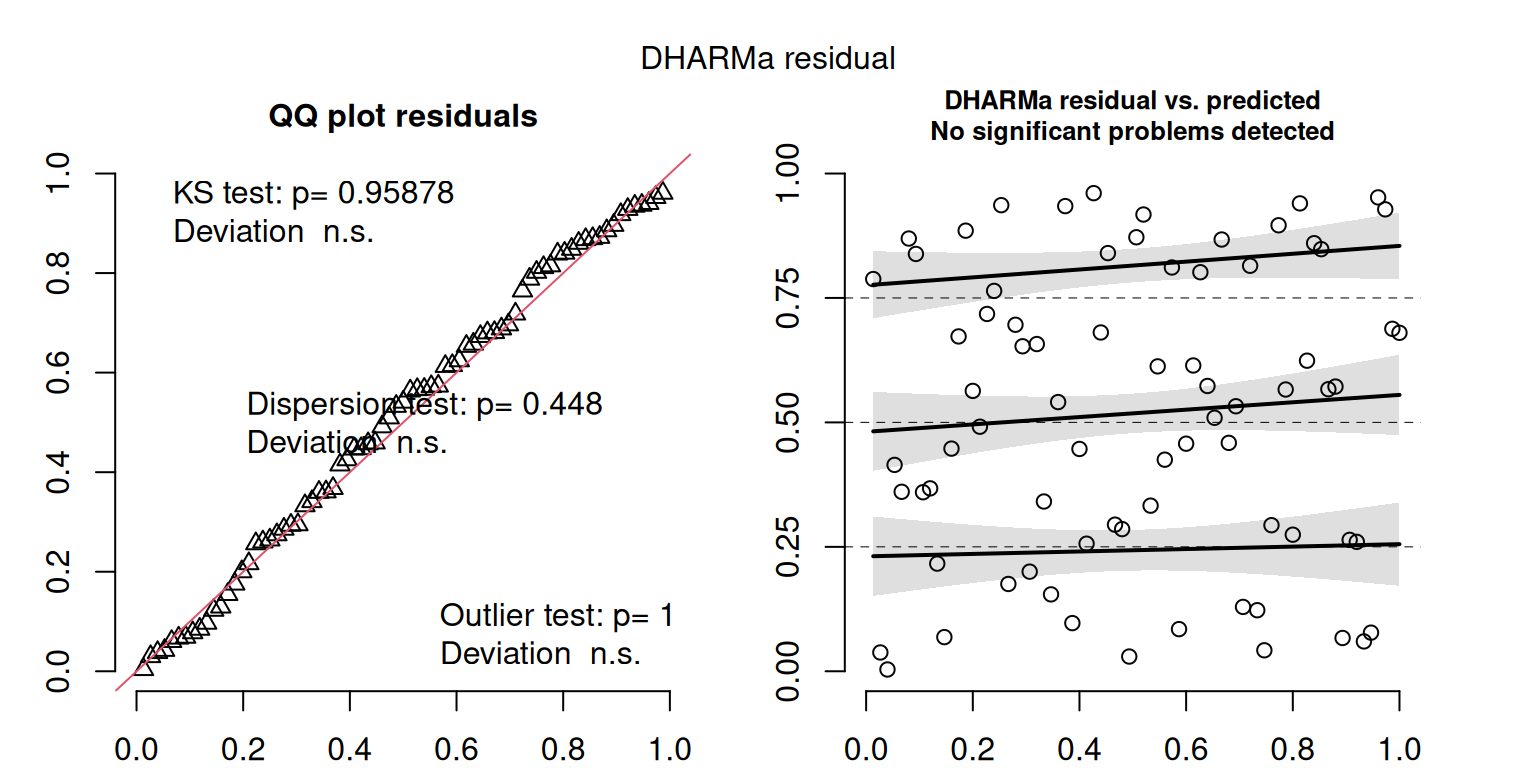 DHARMa residual
QQ plot residuals
KS test: p= 0.95878
Deviation  n.s.
Dispersion test: p= 0.448
Deviation  n.s.
Outlier test: p= 1
Deviation  n.s.
0.0
0.2
0.4
0.6
0.8
1.0
0.0 0.2 0.4 0.6 0.8 1.0
DHARMa residual vs. predicted
No significant problems detected
0.00
0.25
0.50
0.75
1.00
0.0 0.2 0.4 0.6 0.8 1.0